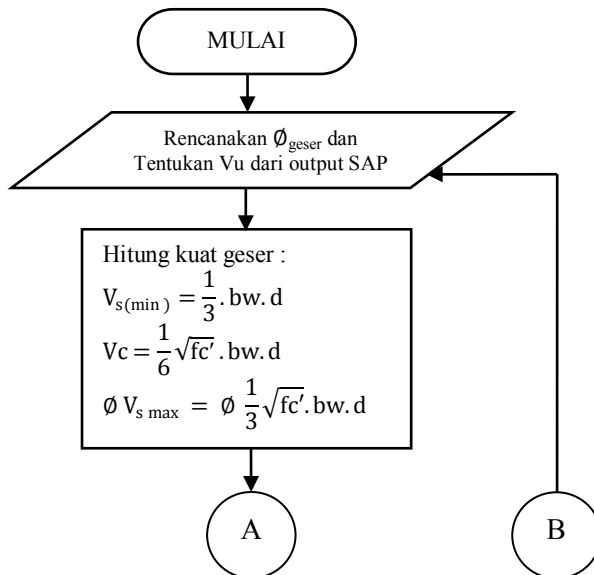 MULAI
Rencanakan Ø_geser dan
Tentukan Vu dari output SAP
Hitung kuat geser :
V_s(min) = 1/3 . bw. d
Vc = 1/6 √fc′ . bw. d
Ø V_s max = Ø 1/3 √fc′. bw. d
A
B